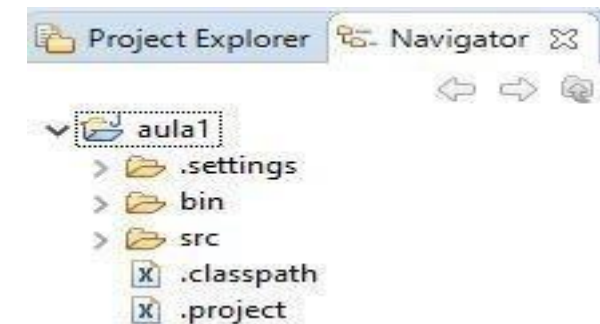 Project Explorer Navigator
aula1
.settings
bin
src
.classpath
.project